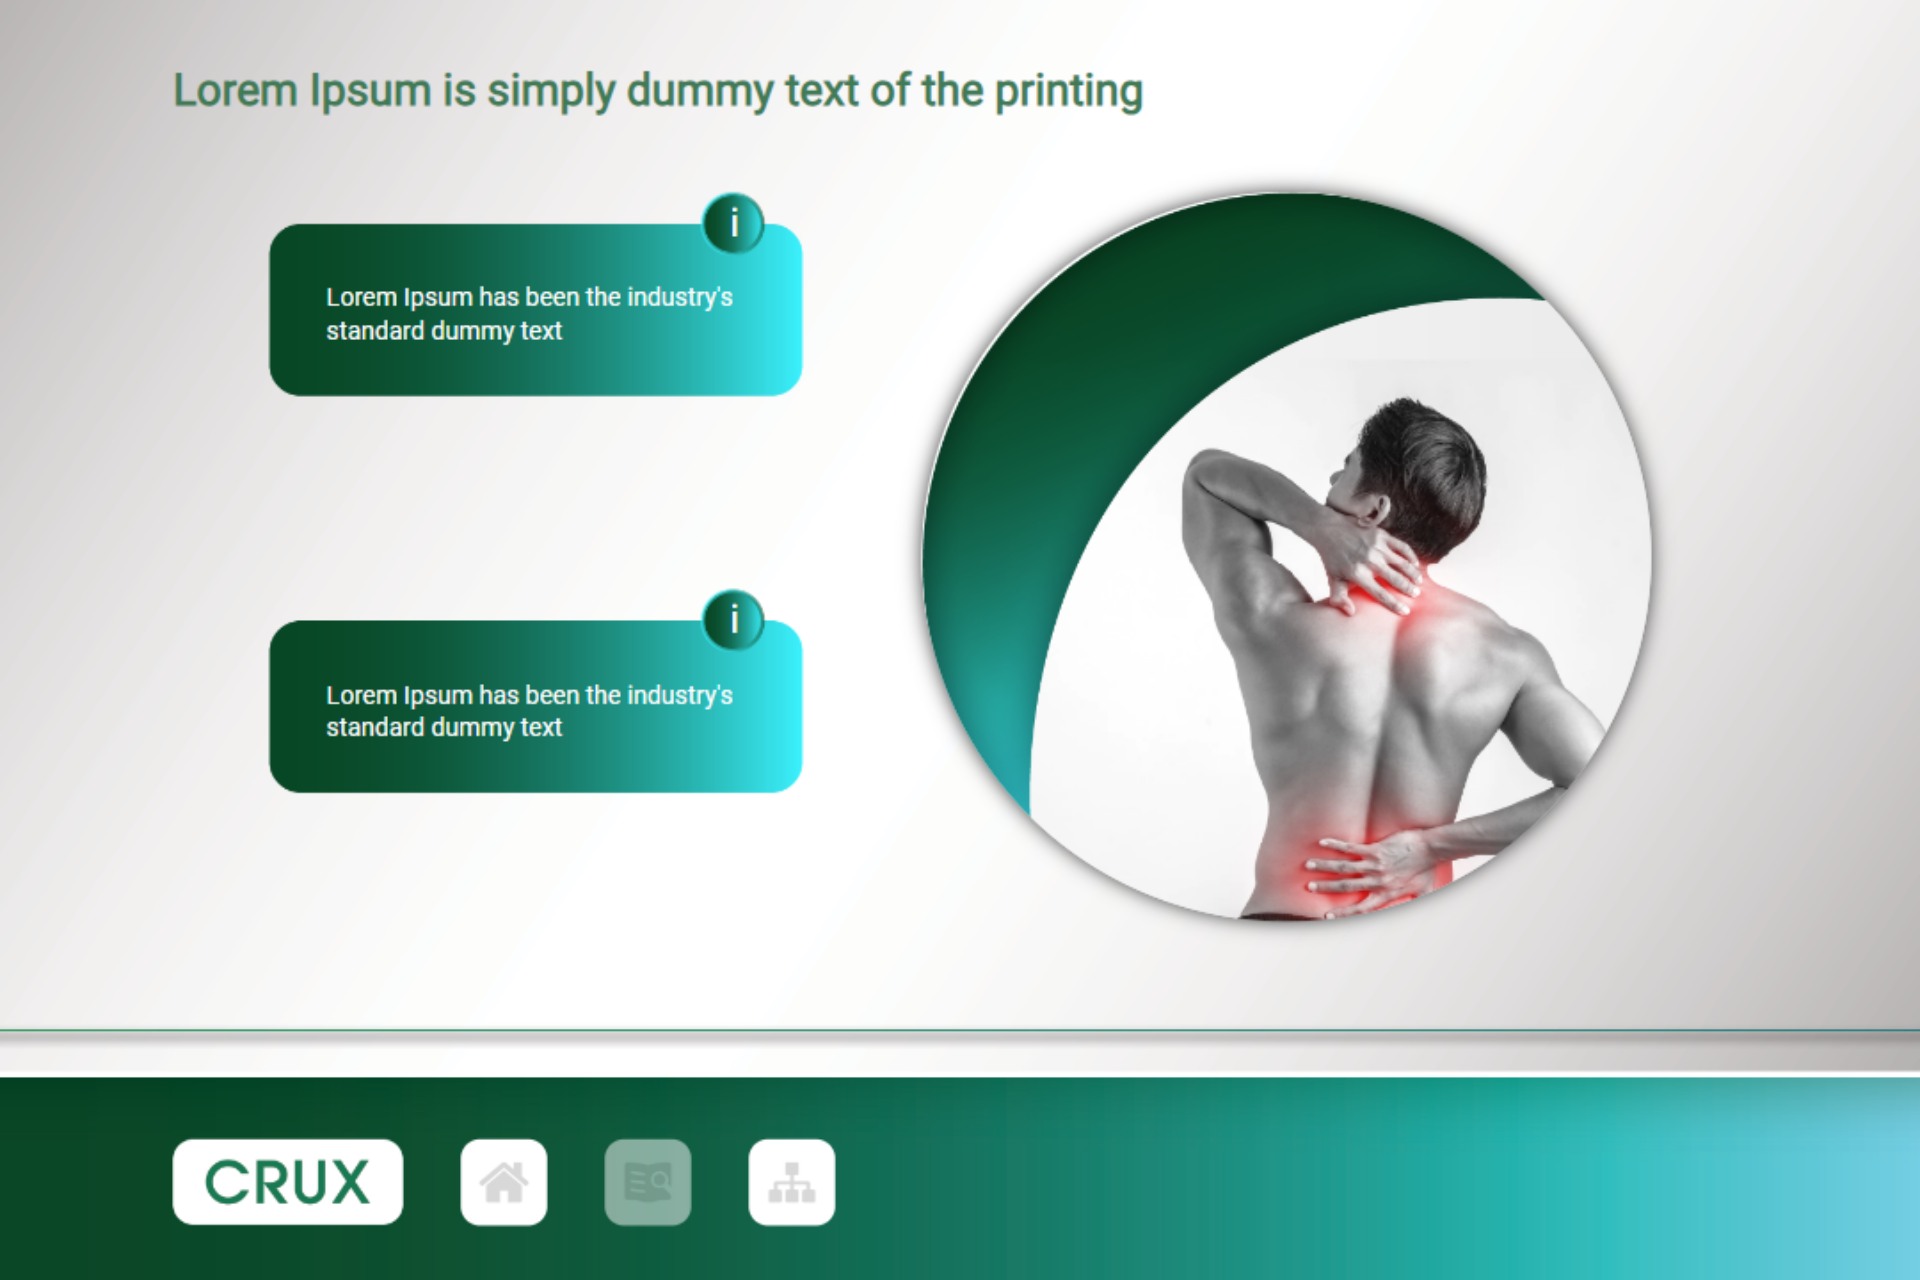 Lorem Ipsum is simply dummy text of the printing
i
Lorem Ipsum has been the industry's
standard dummy text
i
Lorem Ipsum has been the industry's
standard dummy text
CRUX